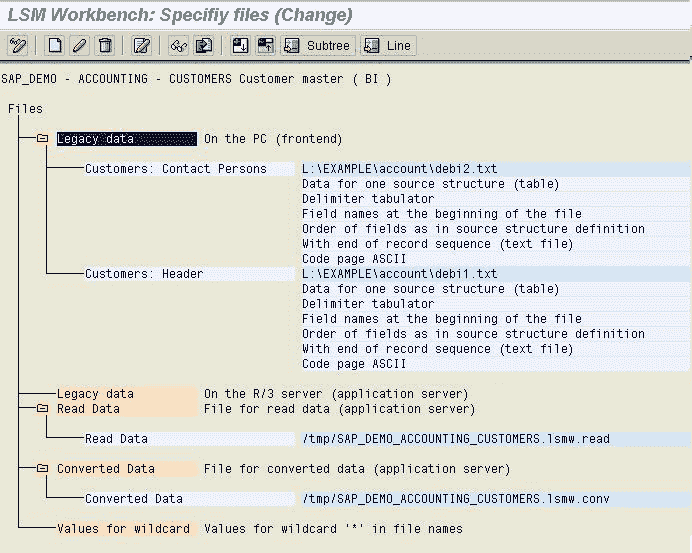 LSM Workbench: Specifiy files (Change)
Subtree Line
SAP_DEMO - ACCOUNTING - CUSTOMERS Customer master ( BI )
Files
Legacy data On the PC (frontend)
Customers: Contact Persons L:\EXAMPLE\account\debi2.txt
Data for one source structure (table)
Delimiter tabulator
Field names at the beginning of the file
Order of fields as in source structure definition
With end of record sequence (text file)
Code page ASCII
Customers: Header L:\EXAMPLE\account\debi1.txt
Data for one source structure (table)
Delimiter tabulator
Field names at the beginning of the file
Order of fields as in source structure definition
With end of record sequence (text file)
Code page ASCII
Legacy data On the R/3 server (application server)
Read Data File for read data (application server)
Read Data /tmp/SAP_DEMO_ACCOUNTING_CUSTOMERS.lsmw.read
Converted Data File for converted data (application server)
Converted Data /tmp/SAP_DEMO_ACCOUNTING_CUSTOMERS.lsmw.conv
Values for wildcard Values for wildcard '*' in file names